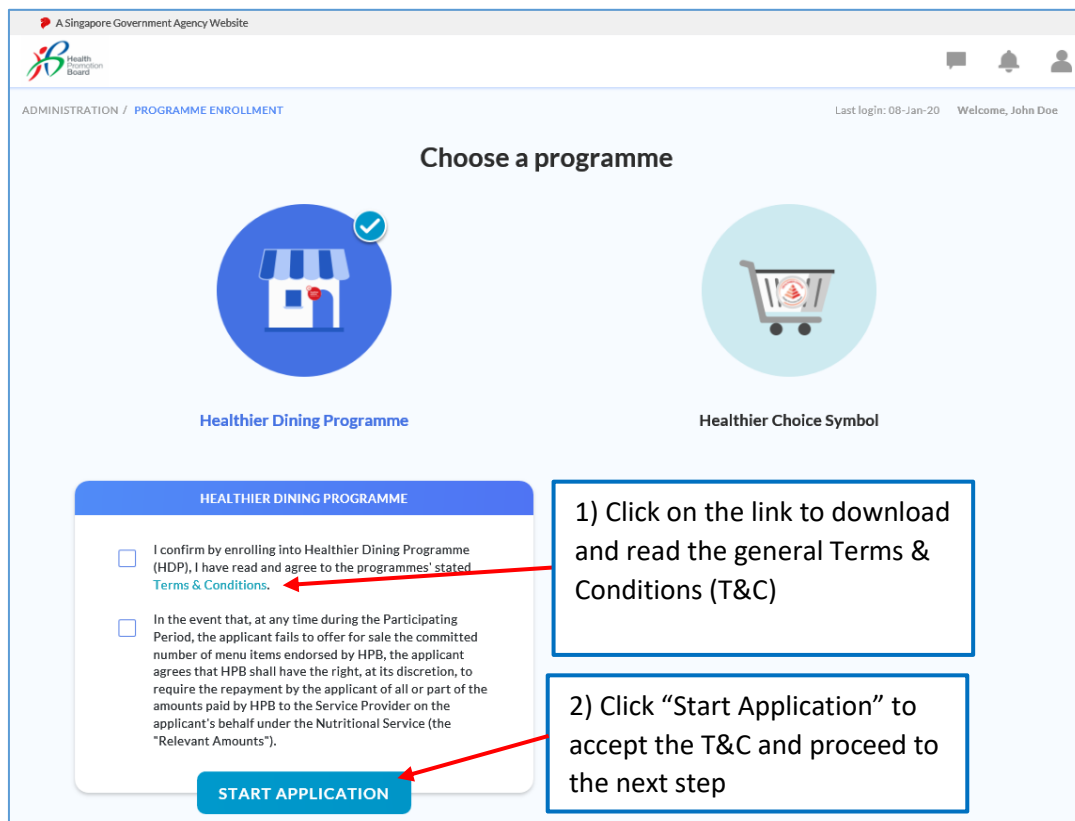 A Singapore Government Agency Website
Health
Promotion
Board
ADMINISTRATION / PROGRAMME ENROLLMENT
Last login: 08-Jan-20 Welcome, John Doe
Choose a programme
Healthier Dining Programme
Healthier Choice Symbol
HEALTHIER DINING PROGRAMME
I confirm by enrolling into Healthier Dining Programme
(HDP), I have read and agree to the programmes' stated
Terms & Conditions.
In the event that, at any time during the Participating
Period, the applicant fails to offer for sale the committed
number of menu items endorsed by HPB, the applicant
agrees that HPB shall have the right, at its discretion, to
require the repayment by the applicant of all or part of the
amounts paid by HPB to the Service Provider on the
applicant's behalf under the Nutritional Service (the
"Relevant Amounts").
START APPLICATION
1) Click on the link to download
and read the general Terms &
Conditions (T&C)
2) Click “Start Application” to
accept the T&C and proceed to
the next step